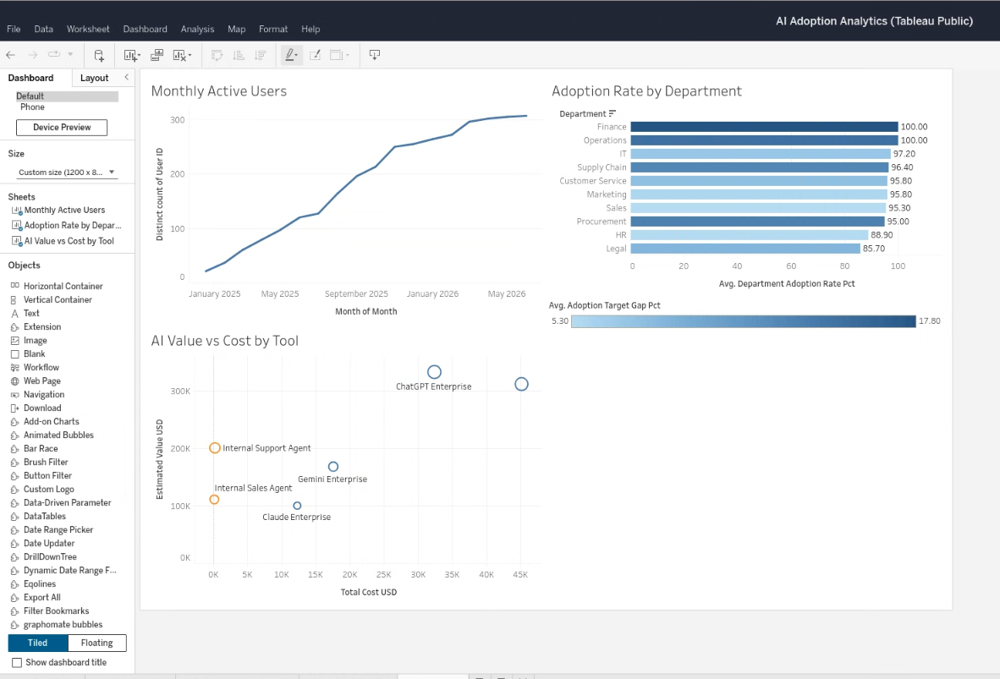 AI Adoption Analytics (Tableau Public)
File Data Worksheet Dashboard Analysis Map Format Help
Dashboard Layout
Default
Phone
Device Preview
Size
Custom size (1200 x 8...
Sheets
Monthly Active Users
Adoption Rate by Depar...
AI Value vs Cost by Tool
Objects
Horizontal Container
Vertical Container
Text
Extension
Image
Blank
Workflow
Web Page
Navigation
Download
Add-on Charts
Animated Bubbles
Bar Race
Brush Filter
Button Filter
Custom Logo
Data-Driven Parameter
DataTables
Date Range Picker
Date Updater
DrillDownTree
Dynamic Date Range F...
Eqolines
Export All
Filter Bookmarks
graphomate bubbles
Tiled Floating
Show dashboard title
Monthly Active Users
Distinct count of User ID
300
200
100
0
January 2025 May 2025 September 2025 January 2026 May 2026
Month of Month
Adoption Rate by Department
Department
Finance 100.00
Operations 100.00
IT 97.20
Supply Chain 96.40
Customer Service 95.80
Marketing 95.80
Sales 95.30
Procurement 95.00
HR 88.90
Legal 85.70
0 20 40 60 80 100
Avg. Department Adoption Rate Pct
Avg. Adoption Target Gap Pct
5.30 17.80
AI Value vs Cost by Tool
Estimated Value USD
300K
200K
100K
0K
ChatGPT Enterprise
Internal Support Agent
Gemini Enterprise
Internal Sales Agent
Claude Enterprise
0K 5K 10K 15K 20K 25K 30K 35K 40K 45K
Total Cost USD